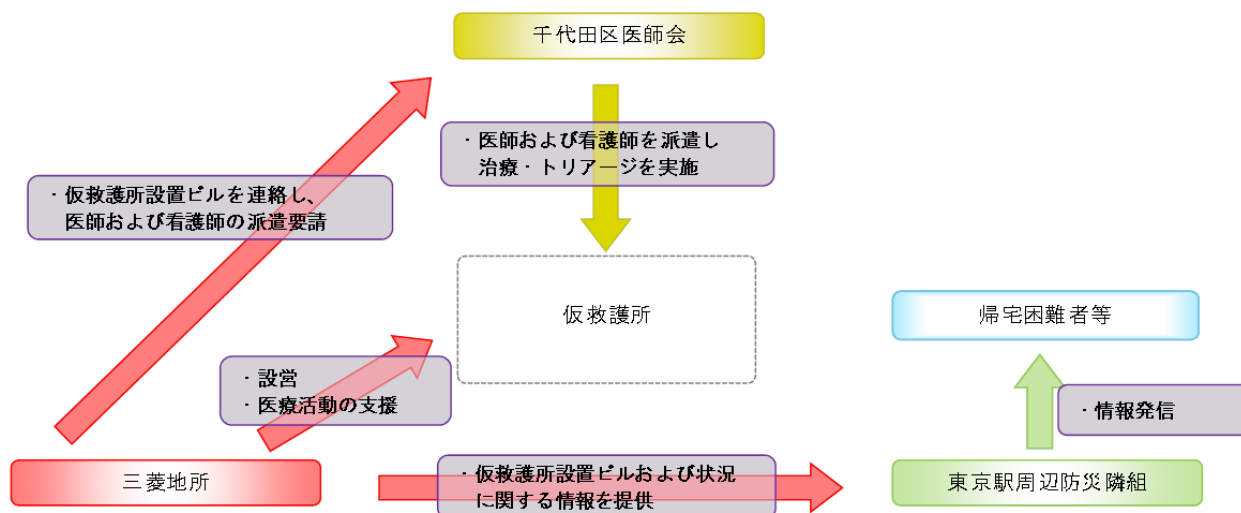 千代田区医師会
・医師および看護師を派遣し
治療・トリアージを実施
・仮救護所設置ビルを連絡し、
医師および看護師の派遣要請
仮救護所
帰宅困難者等
・設営
・医療活動の支援
・情報発信
三菱地所
・仮救護所設置ビルおよび状況
に関する情報を提供
東京駅周辺防災隣組